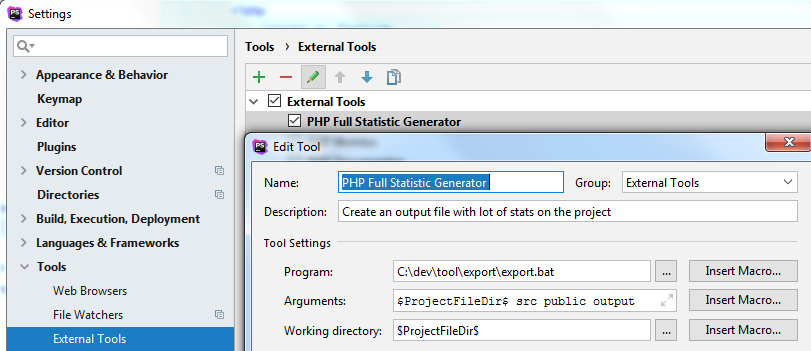 PS Settings
Tools › External Tools
Appearance & Behavior
Keymap
Editor
Plugins
Version Control
Directories
Build, Execution, Deployment
Languages & Frameworks
Tools
Web Browsers
File Watchers
External Tools
External Tools
PHP Full Statistic Generator
PS Edit Tool
Name: PHP Full Statistic Generator Group: External Tools
Description: Create an output file with lot of stats on the project
Tool Settings
Program: C:\dev\tool\export\export.bat ... Insert Macro...
Arguments: $ProjectFileDir$ src public output Insert Macro...
Working directory: $ProjectFileDir$ ... Insert Macro...